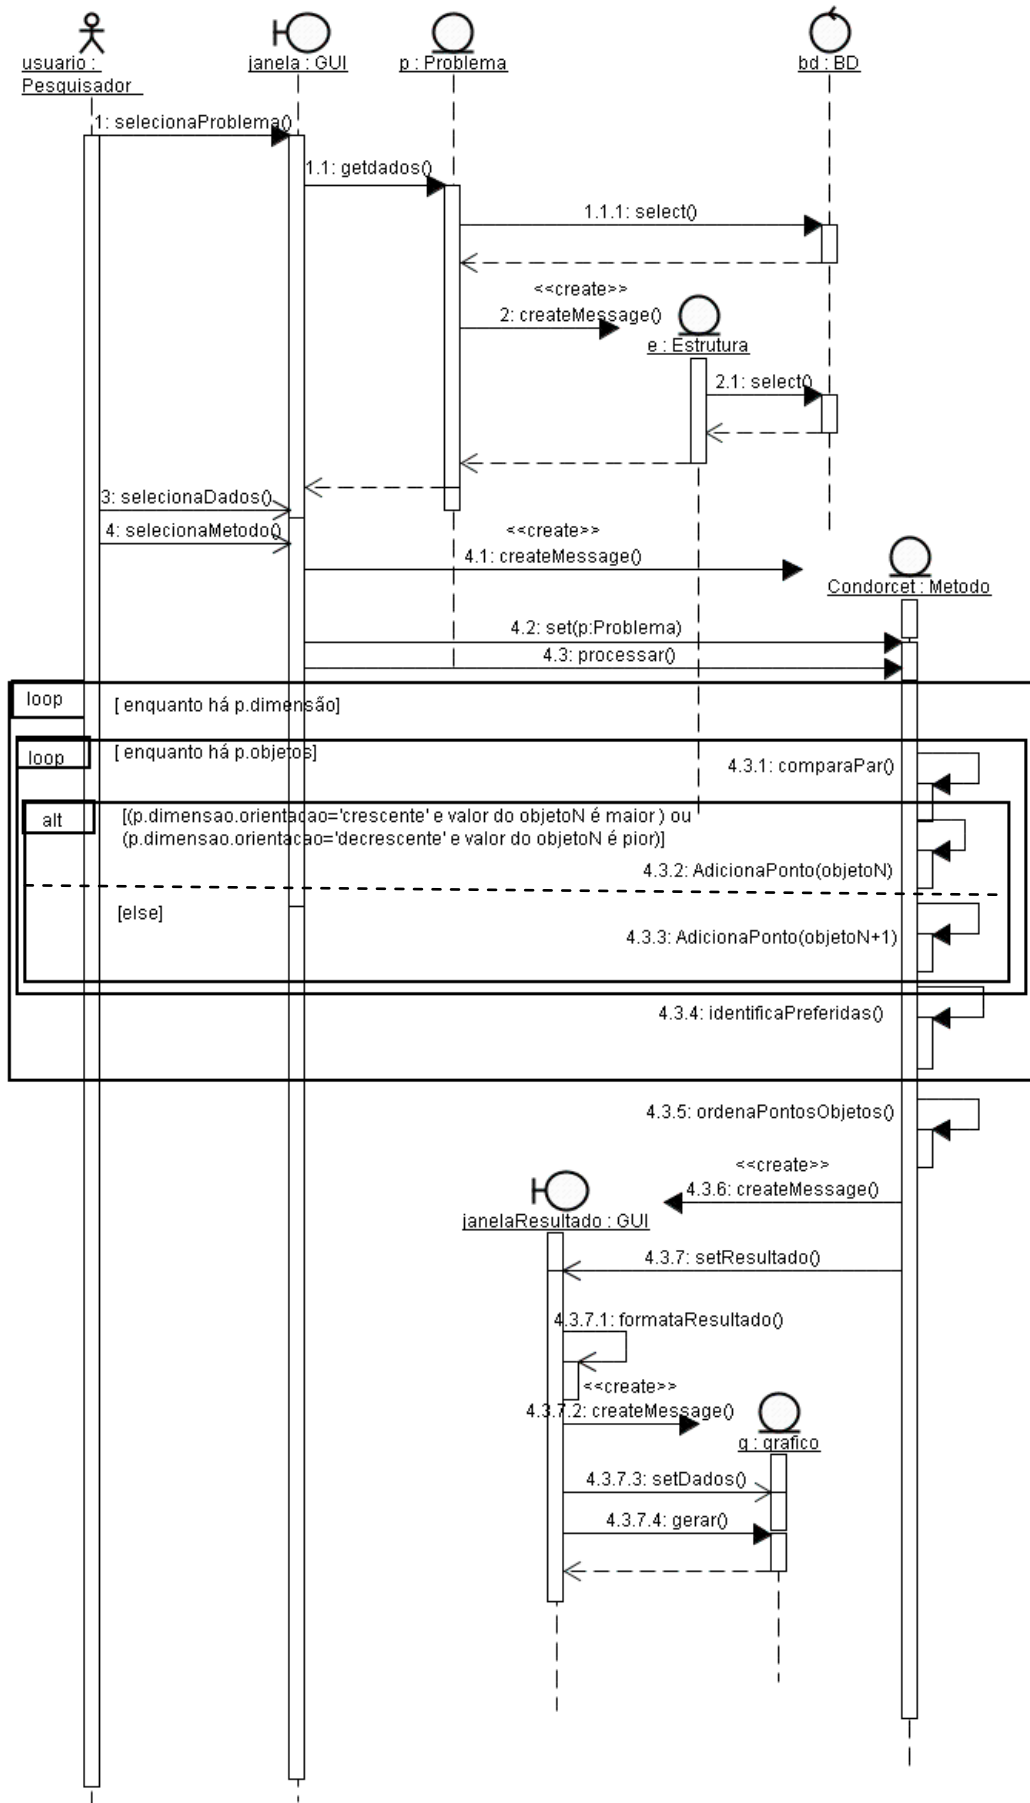 usuario :
Pesquisador
janela : GUI
p : Problema
bd : BD
1: selecionaProblema()
1.1: getdados()
1.1.1: select()
<<create>>
2: createMessage()
e : Estrutura
2.1: select()
3: selecionaDados()
4: selecionaMetodo()
<<create>>
4.1: createMessage()
Condorcet : Metodo
4.2: set(p:Problema)
4.3: processar()
loop
[ enquanto há p.dimensão]
loop
[ enquanto há p.objetos]
4.3.1: comparaPar()
alt
[(p.dimensao.orientacao='crescente' e valor do objetoN é maior ) ou
(p.dimensao.orientacao='decrescente' e valor do objetoN é pior)]
4.3.2: AdicionaPonto(objetoN)
[else]
4.3.3: AdicionaPonto(objetoN+1)
4.3.4: identificaPreferidas()
4.3.5: ordenaPontosObjetos()
<<create>>
4.3.6: createMessage()
janelaResultado : GUI
4.3.7: setResultado()
4.3.7.1: formataResultado()
<<create>>
4.3.7.2: createMessage()
g : grafico
4.3.7.3: setDados()
4.3.7.4: gerar()